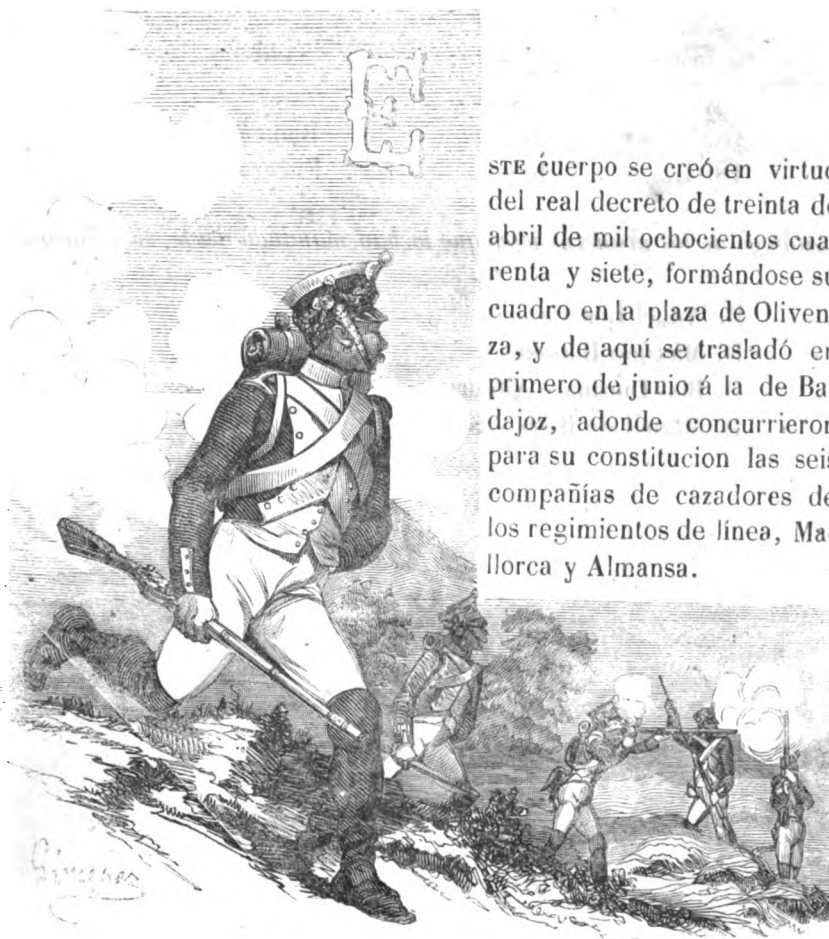 E
STE cuerpo se creó en virtu
del real decreto de treinta d
abril de mil ochocientos cua
renta y siete, formándose su
cuadro en la plaza de Oliven
za, y de aquí se trasladó e
primero de junio á la de Ba
dajoz, adonde concurriero
para su constitucion las seis
compañías de cazadores de
los regimientos de línea, Ma-
llorca y Almansa.